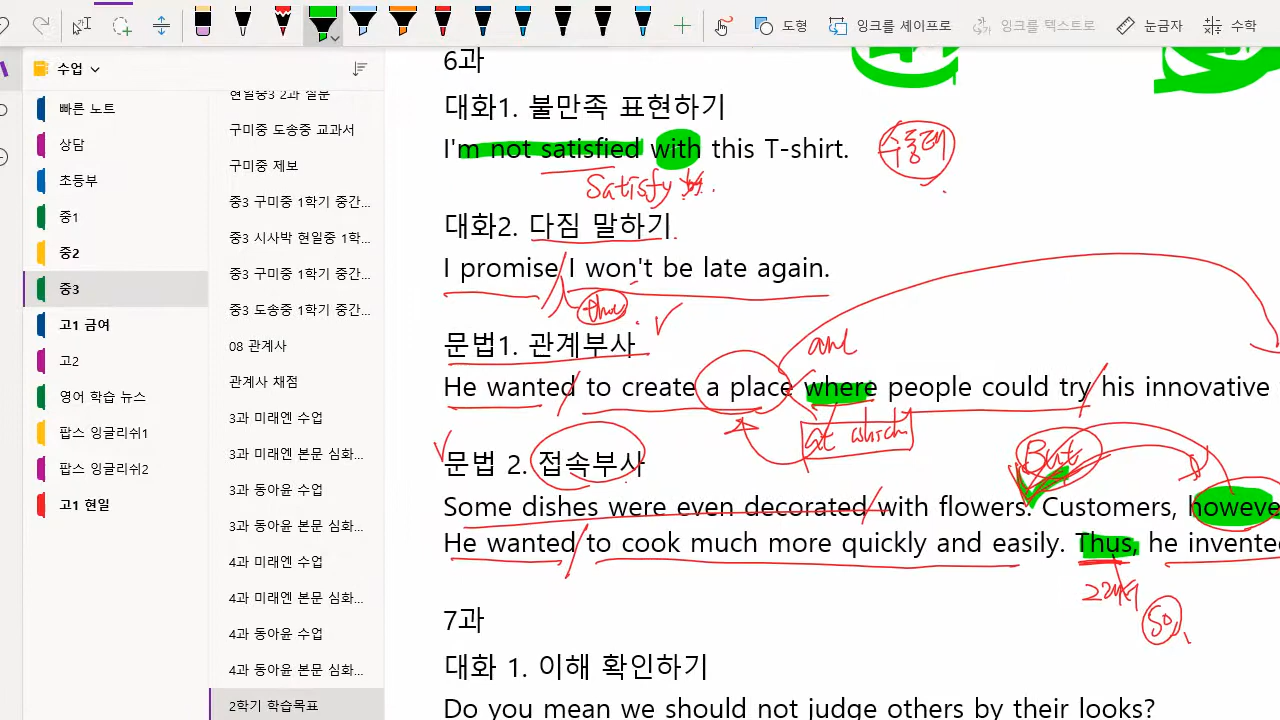 도형
잉크를 셰이프로
잉크를 텍스트로
눈금자
수학
수업
빠른 노트
상담
초등부
중1
중2
중3
고1 금여
고2
영어 학습 뉴스
팝스 잉글리쉬1
팝스 잉글리쉬2
고1 현일
현일중3 2과 질문
구미중 도송중 교과서
구미중 제보
중3 구미중 1학기 중간...
중3 시사박 현일중 1학...
중3 구미중 1학기 중간...
중3 도송중 1학기 중간...
08 관계사
관계사 채점
3과 미래엔 수업
3과 미래엔 본문 심화...
3과 동아윤 수업
3과 동아윤 본문 심화...
4과 미래엔 수업
4과 미래엔 본문 심화...
4과 동아윤 수업
4과 동아윤 본문 심화...
2학기 학습목표
6과
대화1. 불만족 표현하기
I'm not satisfied with this T-shirt.
수동태
Satisfy
대화2. 다짐 말하기
I promise I won't be late again.
문법1. 관계부사
and
He wanted to create a place where people could try his innovative
at which
문법 2. 접속부사
But
Some dishes were even decorated with flowers. Customers, howeve
He wanted to cook much more quickly and easily. Thus, he invented
그래서
So,
7과
대화 1. 이해 확인하기
Do you mean we should not judge others by their looks?